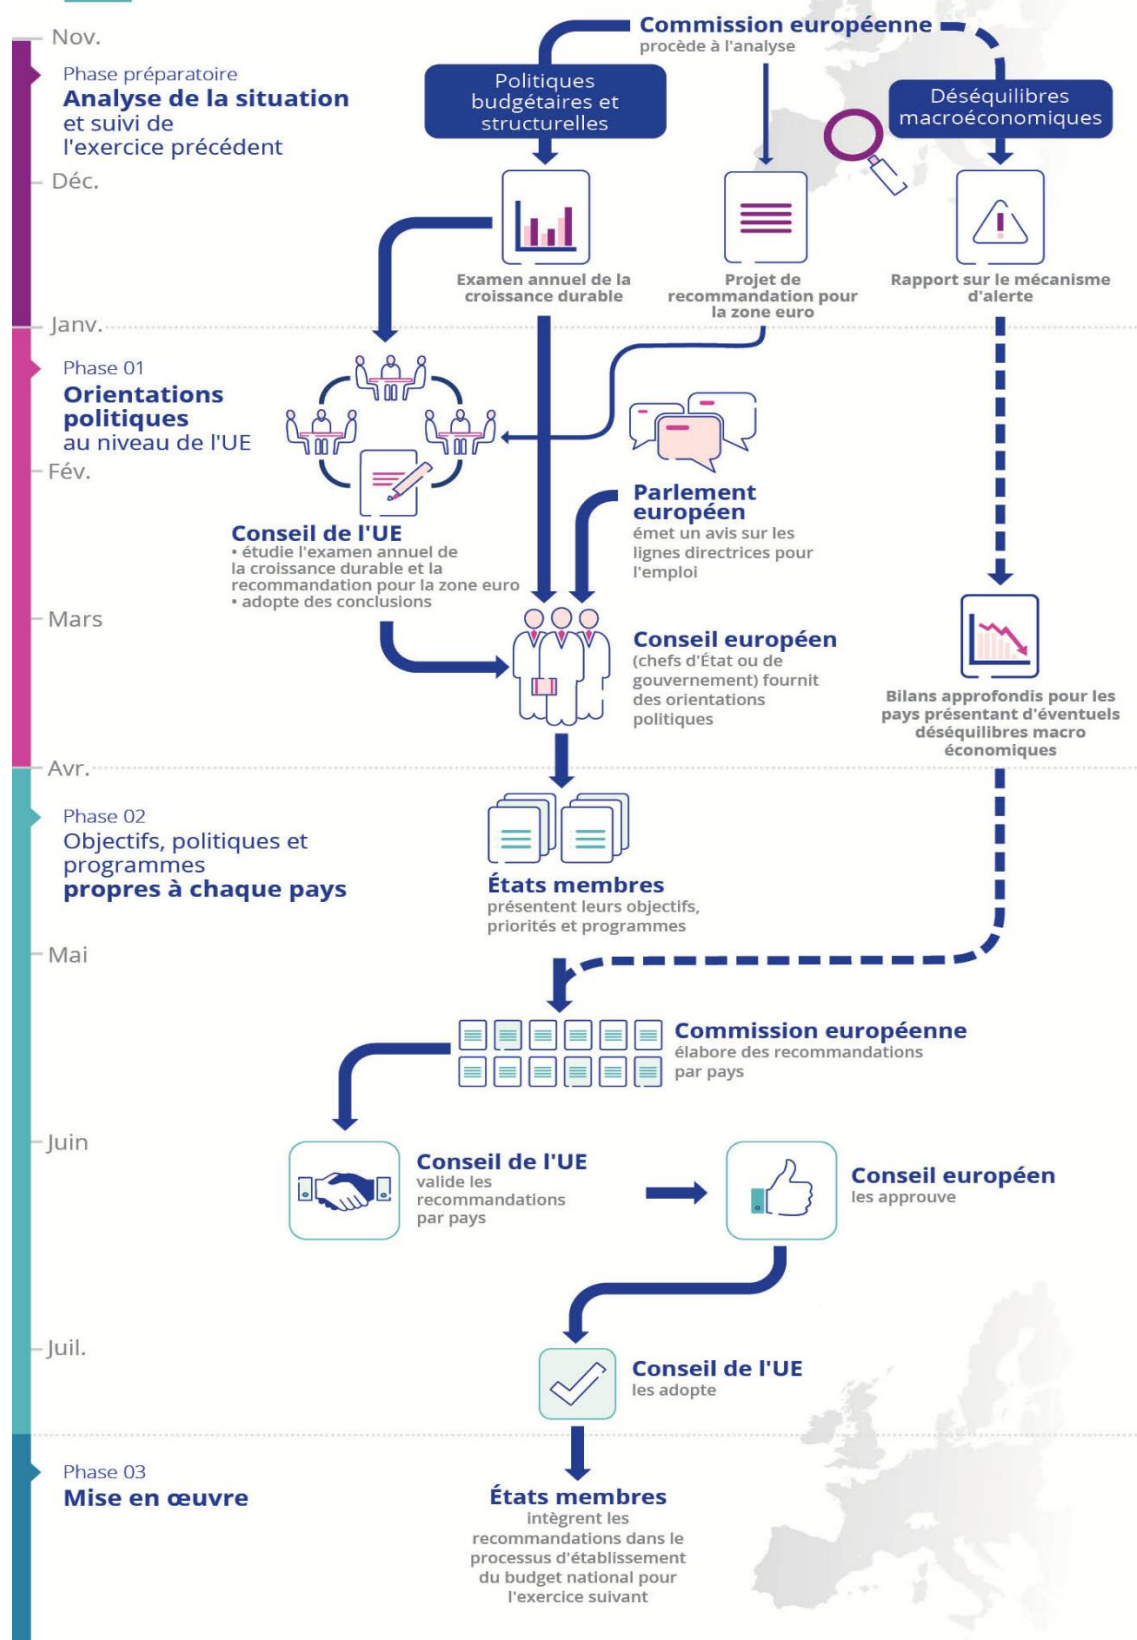 Commission européenne
procède à l'analyse
Nov.
Phase préparatoire
Analyse de la situation
et suivi de
l'exercice précédent
Politiques
budgétaires et
structurelles
Déséquilibres
macroéconomiques
Déc.
Examen annuel de la
croissance durable
Projet de
recommandation pour
la zone euro
Rapport sur le mécanisme
d'alerte
Janv.
Phase 01
Orientations
politiques
au niveau de l'UE
Fév.
Parlement
européen
émet un avis sur les
lignes directrices pour
l'emploi
Conseil de l'UE
• étudie l'examen annuel de
la croissance durable et la
recommandation pour la zone euro
• adopte des conclusions
Mars
Conseil européen
(chefs d'État ou de
gouvernement) fournit
des orientations
politiques
Bilans approfondis pour les
pays présentant d'éventuels
déséquilibres macro
économiques
Avr.
Phase 02
Objectifs, politiques et
programmes
propres à chaque pays
États membres
présentent leurs objectifs,
priorités et programmes
Mai
Commission européenne
élabore des recommandations
par pays
Juin
Conseil de l'UE
valide les
recommandations
par pays
Conseil européen
les approuve
Juil.
Conseil de l'UE
les adopte
Phase 03
Mise en œuvre
États membres
intègrent les
recommandations dans le
processus d'établissement
du budget national pour
l'exercice suivant